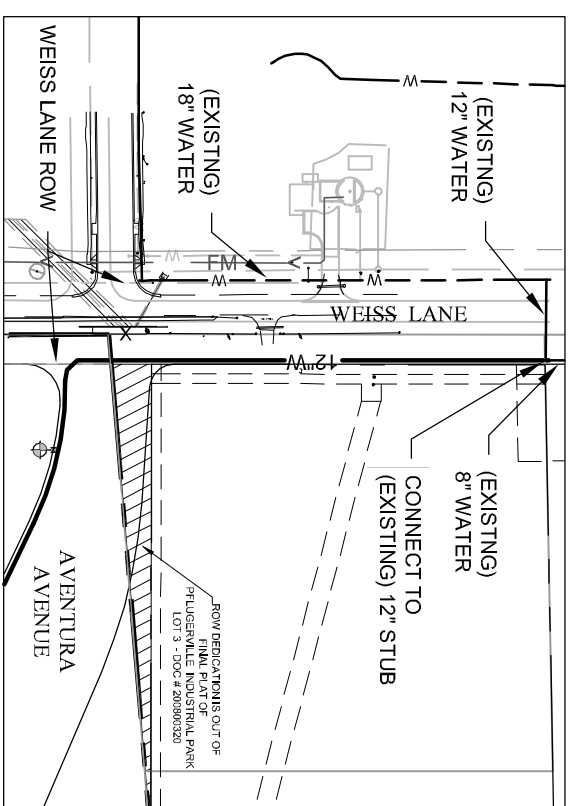 WEISS LANE ROW
(EXISTNG)
18" WATER
(EXISTNG)
12" WATER
W
W
FM
W
W
WEISS LANE
12"W
(EXISTNG)
8" WATER
CONNECT TO
(EXISTING) 12" STUB
ROW DEDICATION IS OUT OF
FINAL PLAT OF
PFLUGERVILLE INDUSTRIAL PARK
LOT 3 - DOC # 200800320
AVENTURA
AVENUE